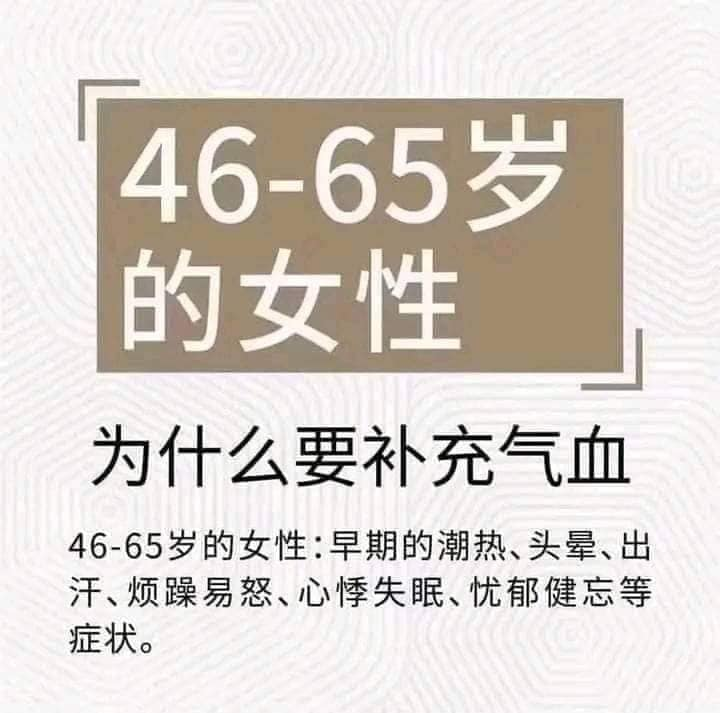 46-65岁
的女性
为什么要补充气血
46-65岁的女性：早期的潮热、头晕、出
汗、烦躁易怒、心悸失眠、忧郁健忘等
症状。